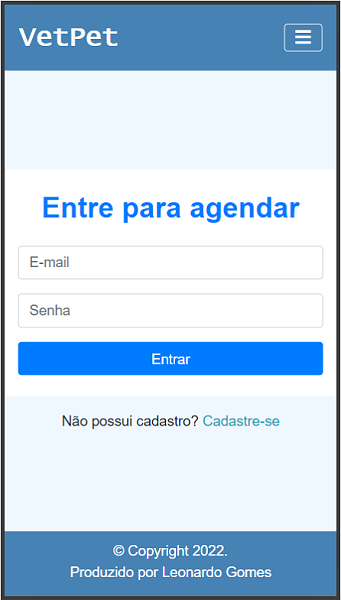 VetPet
Entre para agendar
E-mail
Senha
Entrar
Não possui cadastro? Cadastre-se
© Copyright 2022.
Produzido por Leonardo Gomes